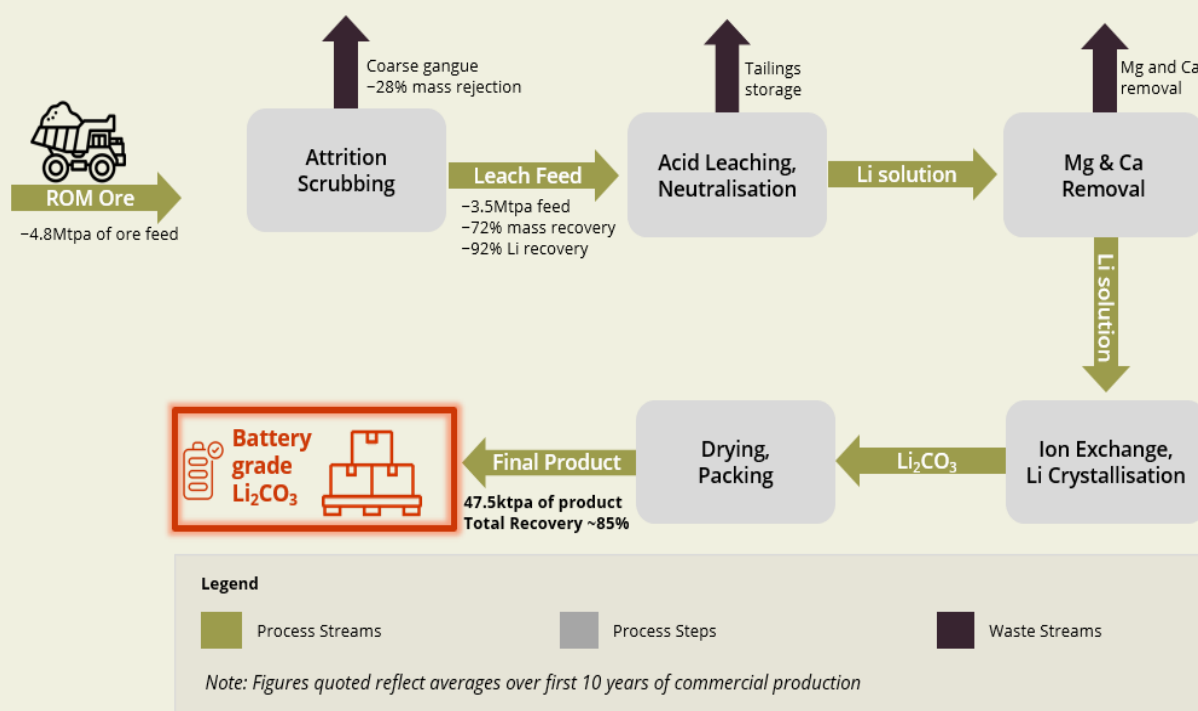 Coarse gangue
~28% mass rejection
Tailings
storage
Mg and Ca
removal
Attrition
Scrubbing
Acid Leaching,
Neutralisation
Mg & Ca
Removal
ROM Ore
~4.8Mtpa of ore feed
Leach Feed
~3.5Mtpa feed
~72% mass recovery
~92% Li recovery
Li solution
Li solution
Battery
grade
Li₂CO₃
Final Product
47.5ktpa of product
Total Recovery ~85%
Drying,
Packing
Li₂CO₃
Ion Exchange,
Li Crystallisation
Legend
Process Streams
Process Steps
Waste Streams
Note: Figures quoted reflect averages over first 10 years of commercial production